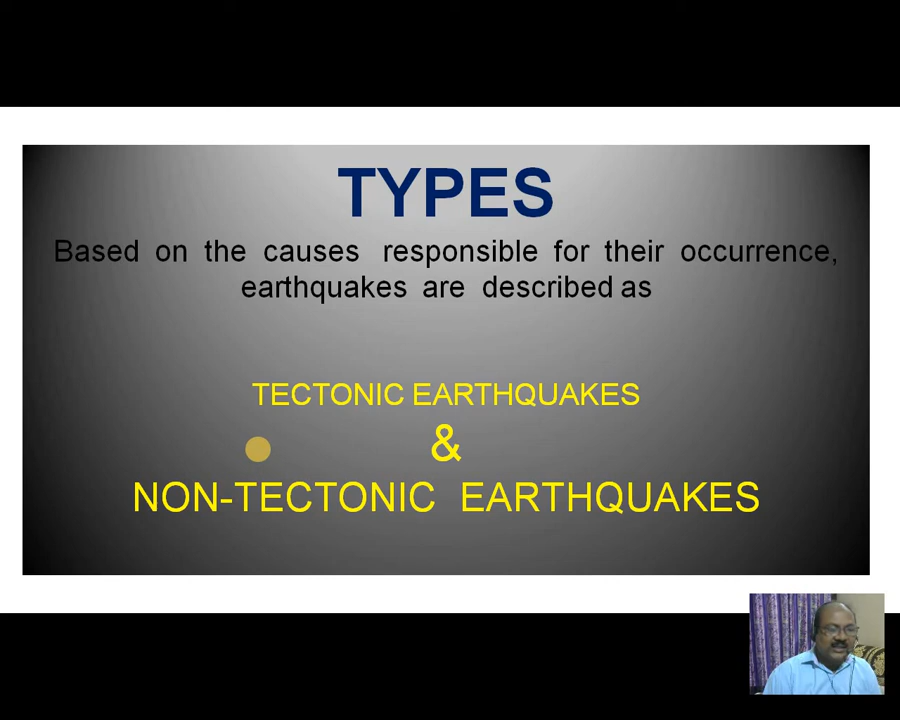 TYPES
Based on the causes responsible for their occurrence,
earthquakes are described as
TECTONIC EARTHQUAKES
&
NON-TECTONIC EARTHQUAKES